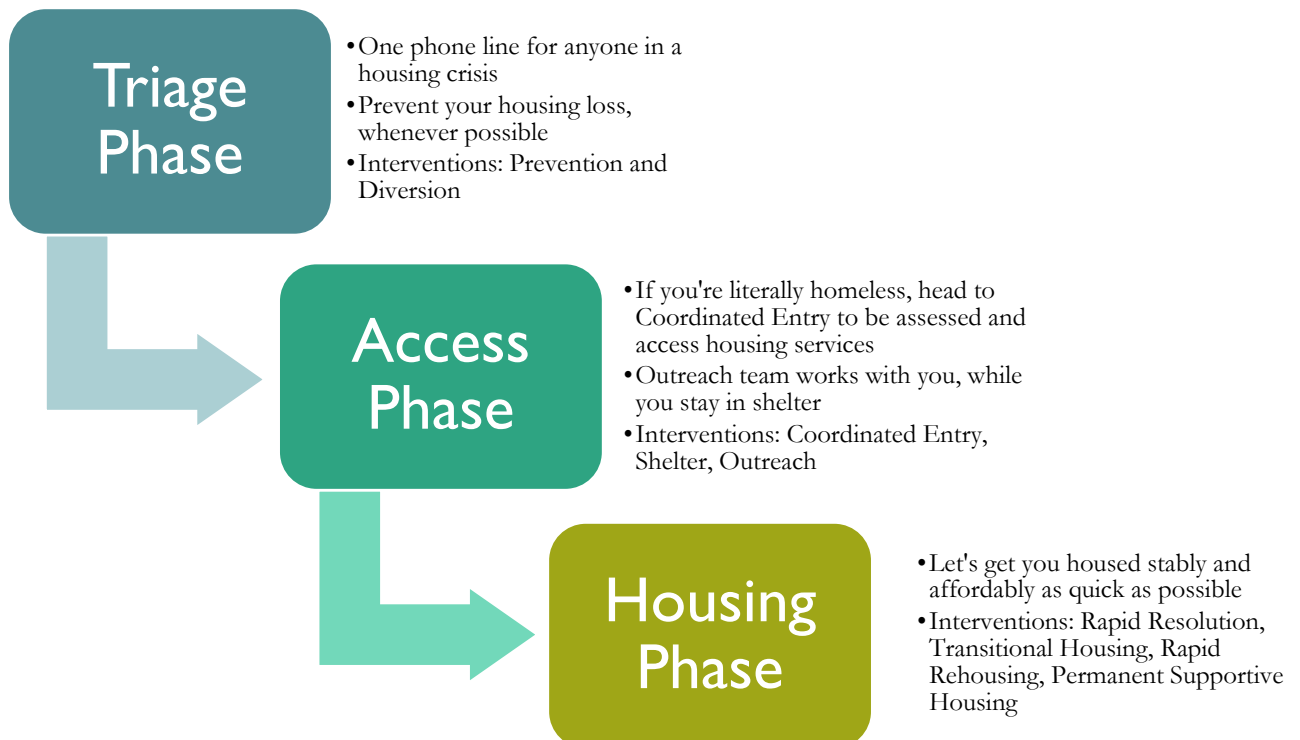 Triage
Phase
•One phone line for anyone in a
housing crisis
•Prevent your housing loss,
whenever possible
•Interventions: Prevention and
Diversion
Access
Phase
•If you're literally homeless, head to
Coordinated Entry to be assessed and
access housing services
•Outreach team works with you, while
you stay in shelter
•Interventions: Coordinated Entry,
Shelter, Outreach
Housing
Phase
•Let's get you housed stably and
affordably as quick as possible
•Interventions: Rapid Resolution,
Transitional Housing, Rapid
Rehousing, Permanent Supportive
Housing